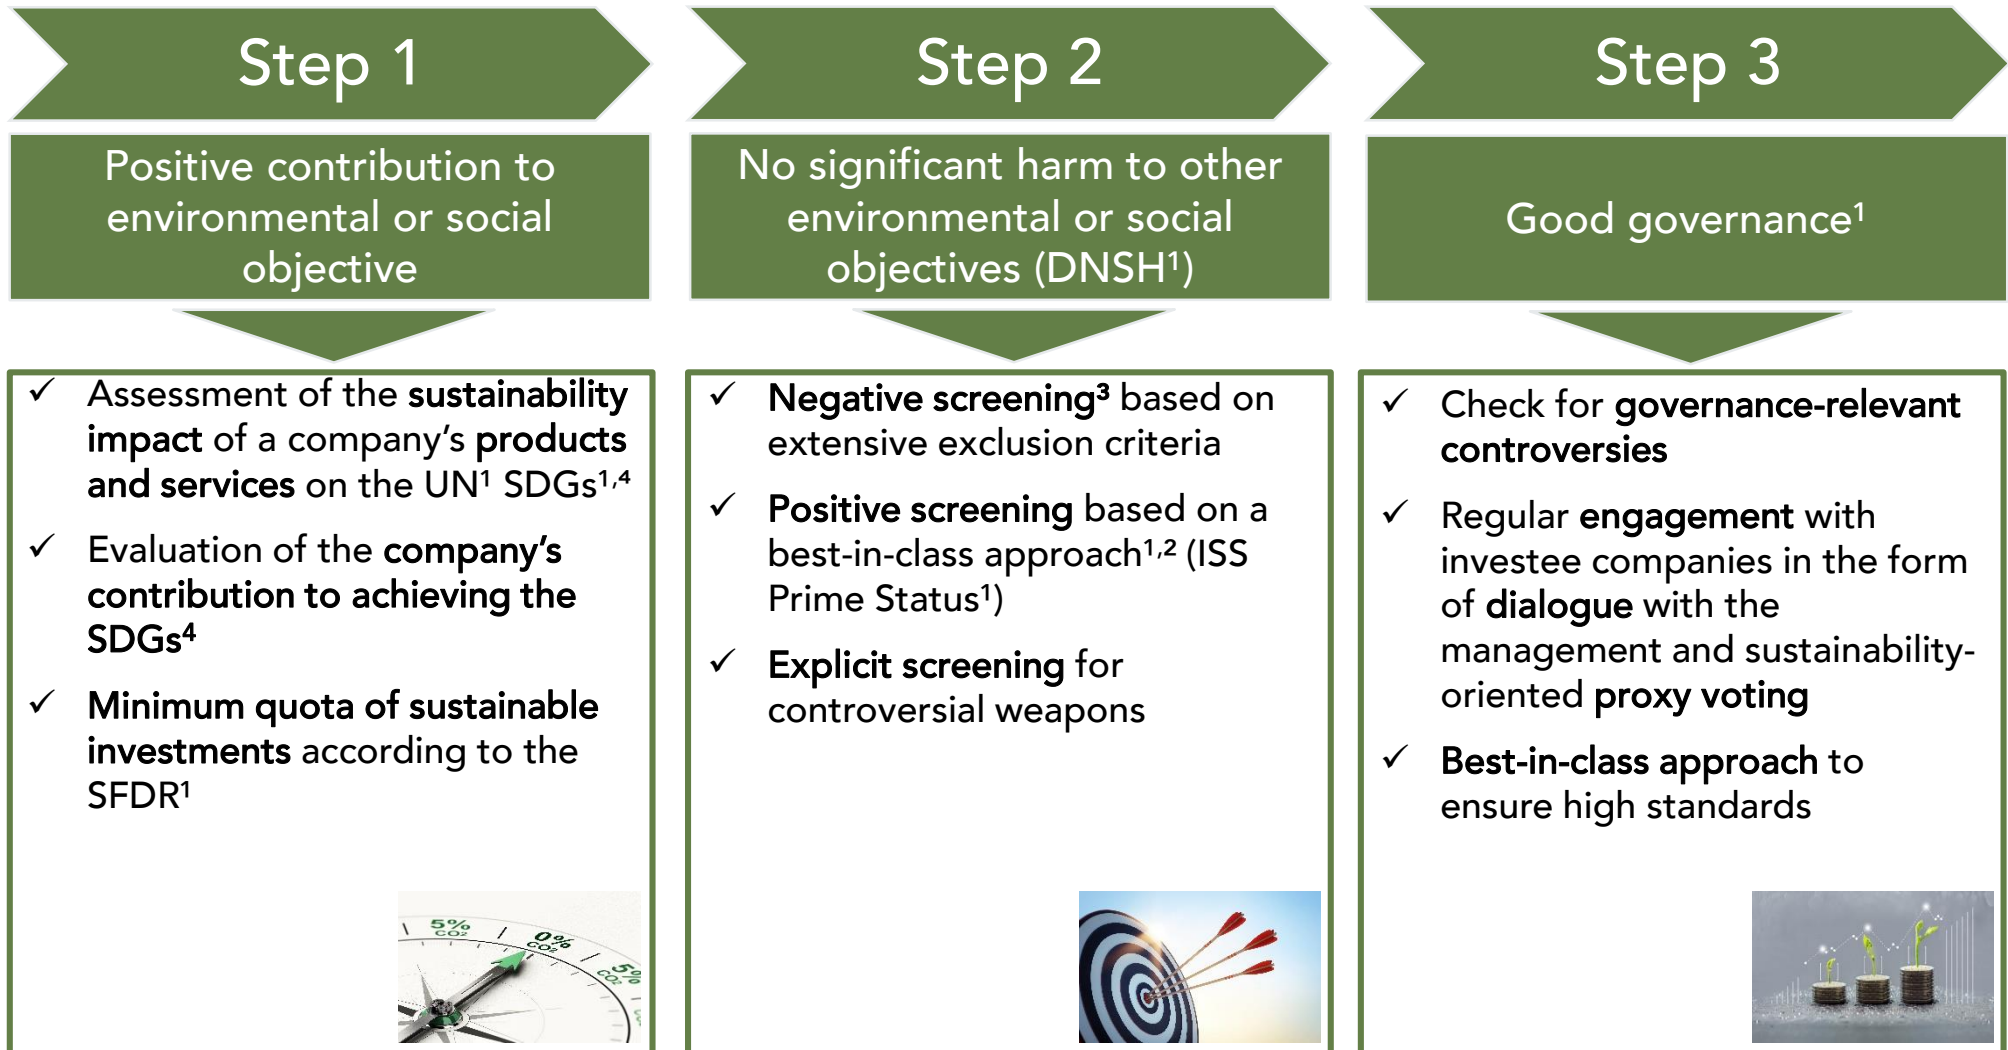 Step 1
Positive contribution to
environmental or social
objective
✓ Assessment of the sustainability
impact of a company’s products
and services on the UN¹ SDGs¹,⁴
✓ Evaluation of the company’s
contribution to achieving the
SDGs⁴
✓ Minimum quota of sustainable
investments according to the
SFDR¹
5%
CO2
0%
CO2
5%
CO2
Step 2
No significant harm to other
environmental or social
objectives (DNSH¹)
✓ Negative screening³ based on
extensive exclusion criteria
✓ Positive screening based on a
best-in-class approach¹,² (ISS
Prime Status¹)
✓ Explicit screening for
controversial weapons
Step 3
Good governance¹
✓ Check for governance-relevant
controversies
✓ Regular engagement with
investee companies in the form
of dialogue with the
management and sustainability-
oriented proxy voting
✓ Best-in-class approach to
ensure high standards